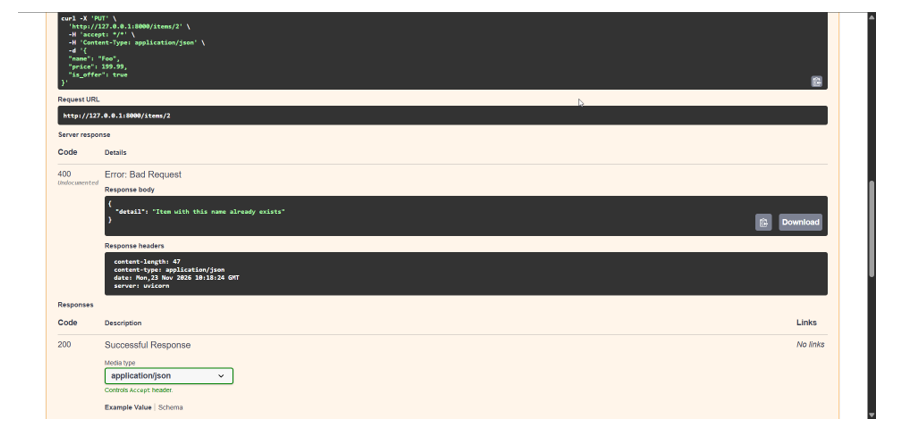 curl -X 'PUT' \
'http://127.0.0.1:8000/items/2' \
-H 'accept: */*' \
-H 'Content-Type: application/json' \
-d '{
"name": "Foo",
"price": 199.99,
"is_offer": true
}'
Request URL
http://127.0.0.1:8000/items/2
Server response
Code Details
400 Error: Bad Request
Undocumented
Response body
{
"detail": "Item with this name already exists"
}
Download
Response headers
content-length: 47
content-type: application/json
date: Mon,23 Nov 2026 10:18:24 GMT
server: uvicorn
Responses
Code Description Links
200 Successful Response No links
Media type
application/json
Controls Accept header.
Example Value | Schema